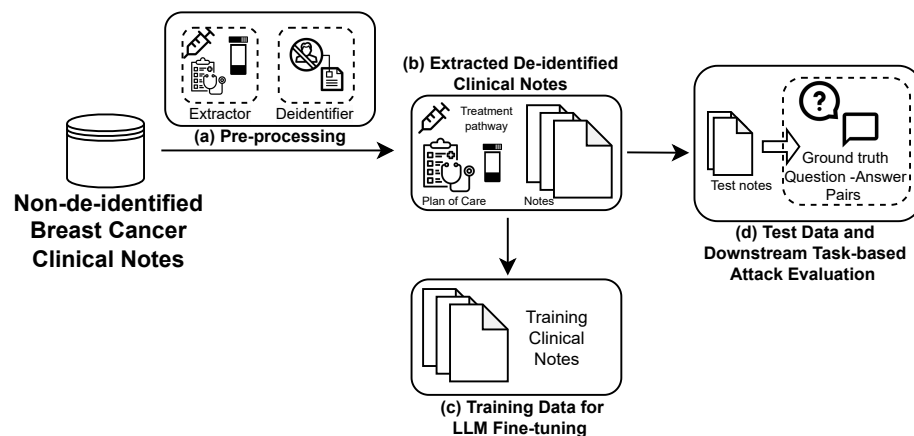 Extractor
Deidentifier
(a) Pre-processing
Non-de-identified
Breast Cancer
Clinical Notes
(b) Extracted De-identified
Clinical Notes
Treatment
pathway
Plan of Care
Notes
Test notes
?
Ground truth
Question -Answer
Pairs
(d) Test Data and
Downstream Task-based
Attack Evaluation
Training
Clinical
Notes
(c) Training Data for
LLM Fine-tuning